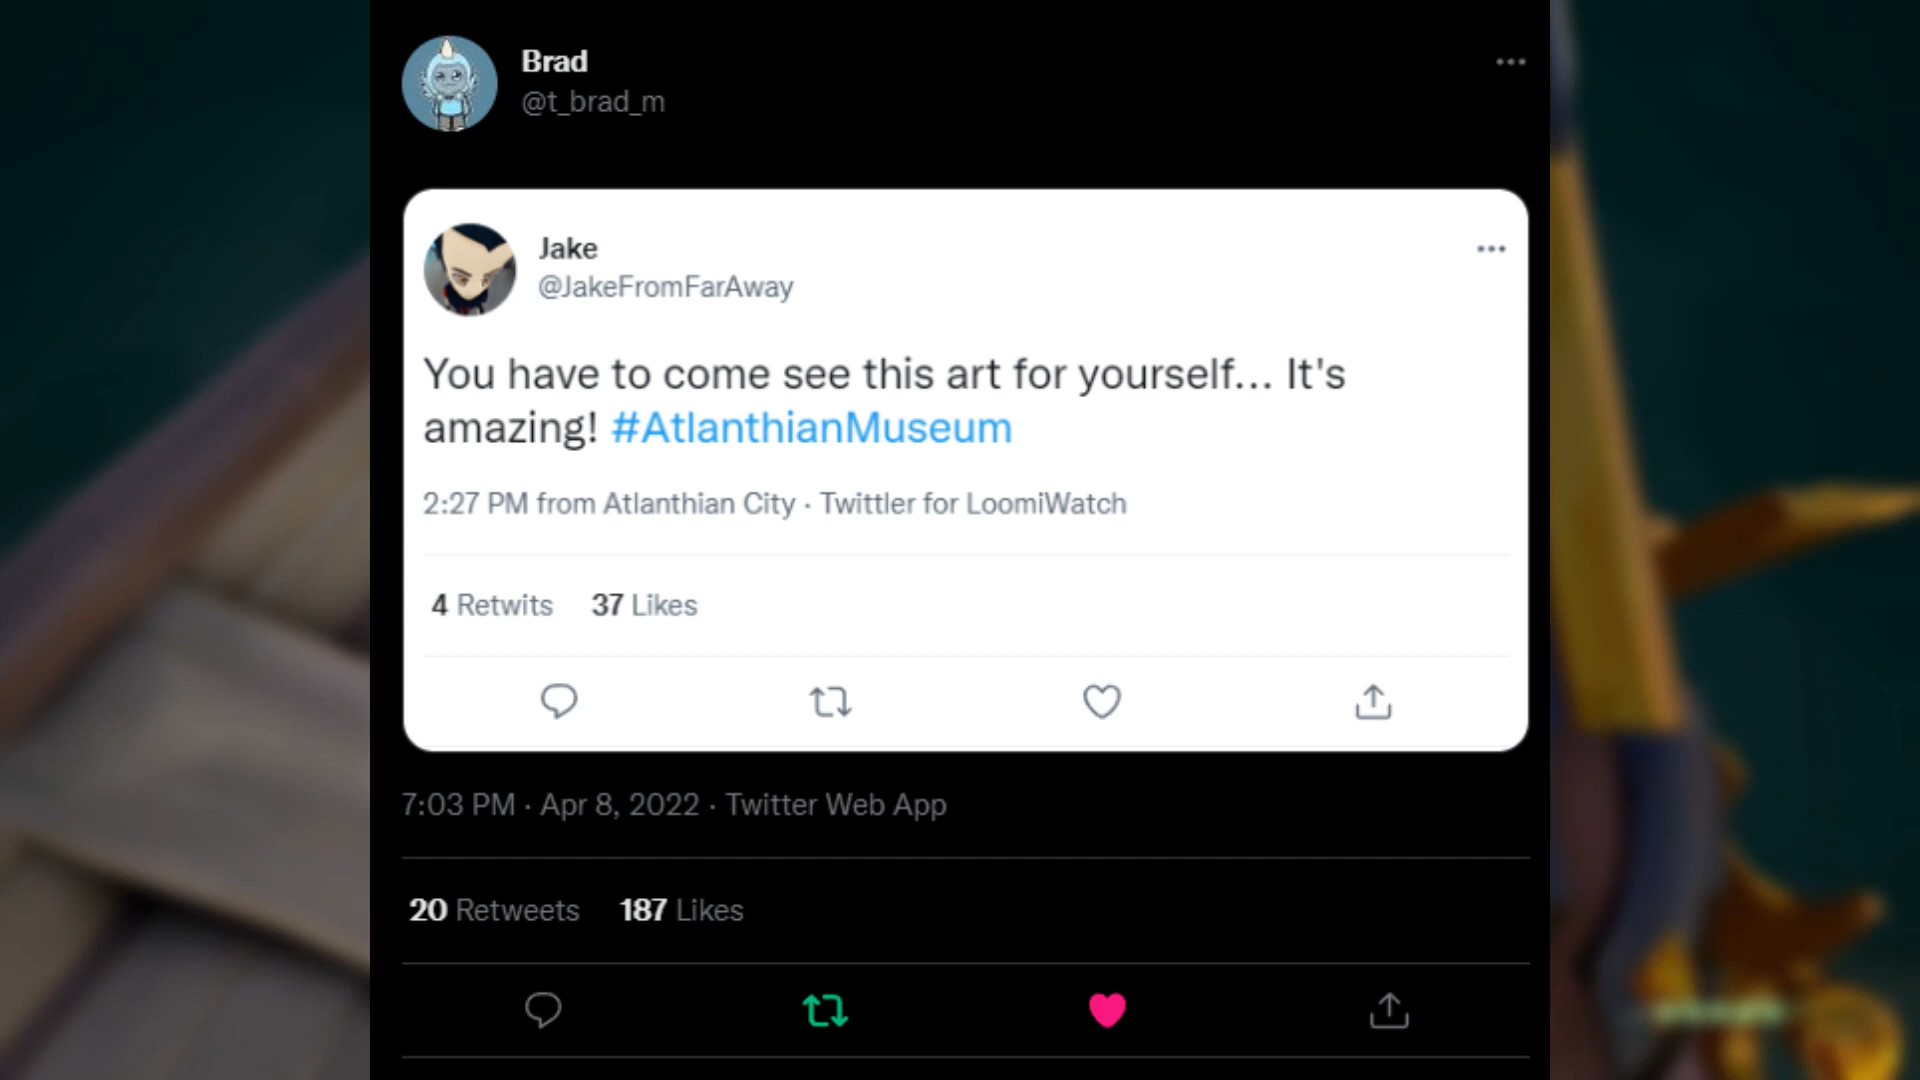 Brad
@t_brad_m
Jake
@JakeFromFarAway
You have to come see this art for yourself... It's
amazing! #AtlanthianMuseum
2:27 PM from Atlanthian City · Twittler for LoomiWatch
4 Retwits 37 Likes
7:03 PM · Apr 8, 2022 · Twitter Web App
20 Retweets 187 Likes